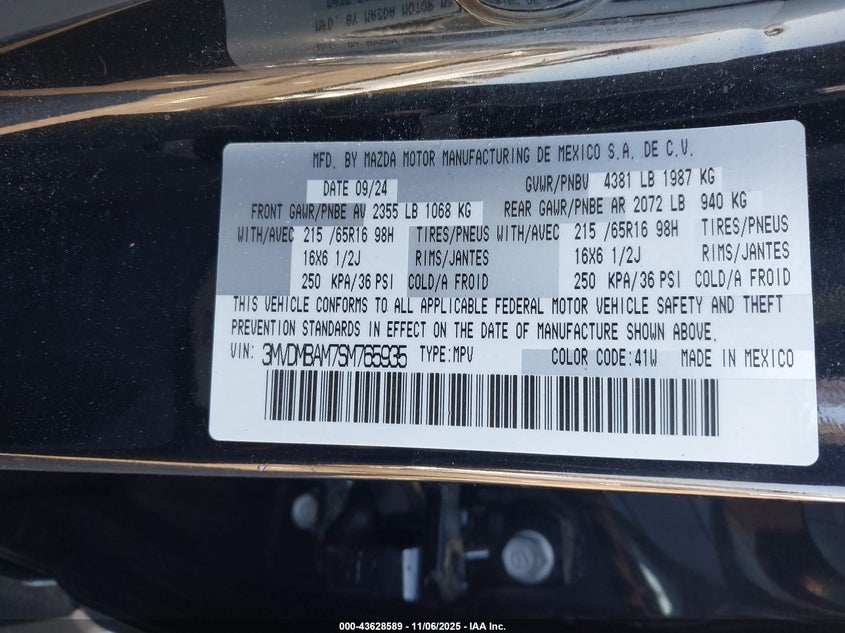 MFD. BY MAZDA MOTOR M
MFD. BY MAZDA MOTOR MANUFACTURING DE MEXICO S.A. DE C.V.
DATE 09/24 GVWR/PNBV 4381 LB 1987 KG
FRONT GAWR/PNBE AV 2355 LB 1068 KG REAR GAWR/PNBE AR 2072 LB 940 KG
WITH/AVEC 215 /65R16 98H TIRES/PNEUS WITH/AVEC 215 /65R16 98H TIRES/PNEUS
16X6 1/2J RIMS/JANTES 16X6 1/2J RIMS/JANTES
250 KPA/36 PSI COLD/A FROID 250 KPA/36 PSI COLD/A FROID
THIS VEHICLE CONFORMS TO ALL APPLICABLE FEDERAL MOTOR VEHICLE SAFETY AND THEFT
PREVENTION STANDARDS IN EFFECT ON THE DATE OF MANUFACTURE SHOWN ABOVE.
VIN: 3MVDMBAM7SM765935 TYPE:MPV COLOR CODE:41W MADE IN MEXICO
000-43628589 — 11/06/2025 — IAA Inc.